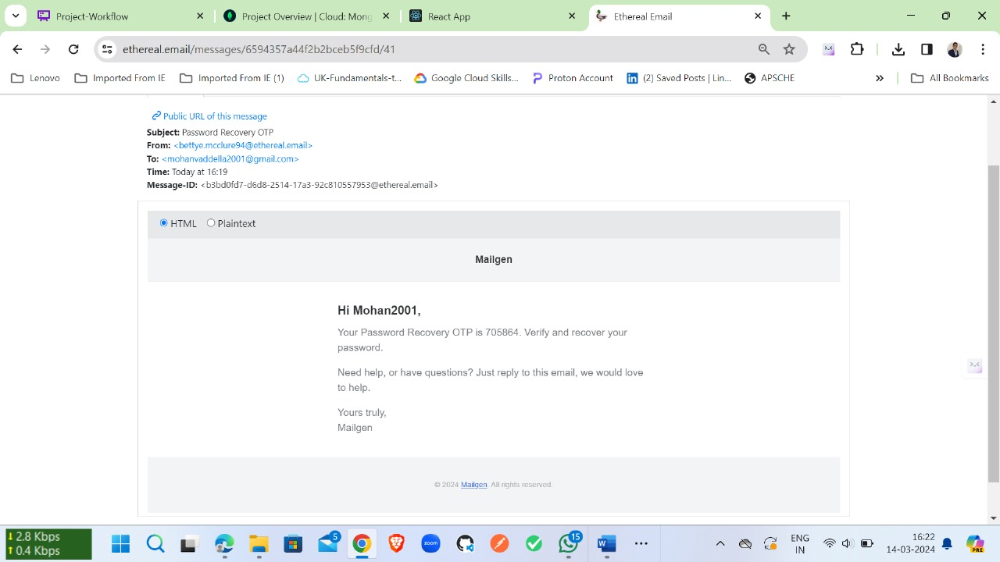 Project-Workflow
Project Overview | Cloud: Mong
React App
Ethereal Email
ethereal.email/messages/6594357a44f2b2bceb5f9cfd/41
Lenovo
Imported From IE
Imported From IE (1)
UK-Fundamentals-t...
Google Cloud Skills...
Proton Account
(2) Saved Posts | Lin...
APSCHE
»
All Bookmarks
Public URL of this message
Subject: Password Recovery OTP
From: <bettye.mcclure94@ethereal.email>
To: <mohanvaddella2001@gmail.com>
Time: Today at 16:19
Message-ID: <b3bd0fd7-d6d8-2514-17a3-92c810557953@ethereal.email>
HTML Plaintext
Mailgen
Hi Mohan2001,
Your Password Recovery OTP is 705864. Verify and recover your
password.
Need help, or have questions? Just reply to this email, we would love
to help.
Yours truly,
Mailgen
© 2024 Mailgen. All rights reserved.
↓ 2.8 Kbps
↑ 0.4 Kbps
5
zoom
15
W
ENG
IN
16:22
14-03-2024
PRE